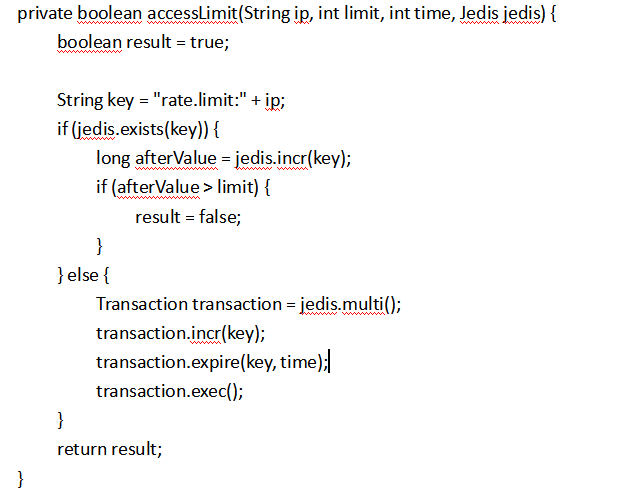 private boolean accessLimit(String ip, int limit, int time, Jedis jedis) {
boolean result = true;
String key = "rate.limit:" + ip;
if (jedis.exists(key)) {
long afterValue = jedis.incr(key);
if (afterValue > limit) {
result = false;
}
} else {
Transaction transaction = jedis.multi();
transaction.incr(key);
transaction.expire(key, time);
transaction.exec();
}
return result;
}